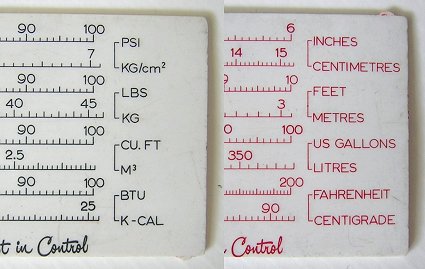 90 100 PSI
7 KG/cm²
90 100 LBS
40 45 KG
90 100 CU. FT
2.5 M³
90 100 BTU
25 K-CAL
in Control
6 INCHES
14 15 CENTIMETRES
10 FEET
3 METRES
100 US GALLONS
350 LITRES
200 FAHRENHEIT
90 CENTIGRADE
Control